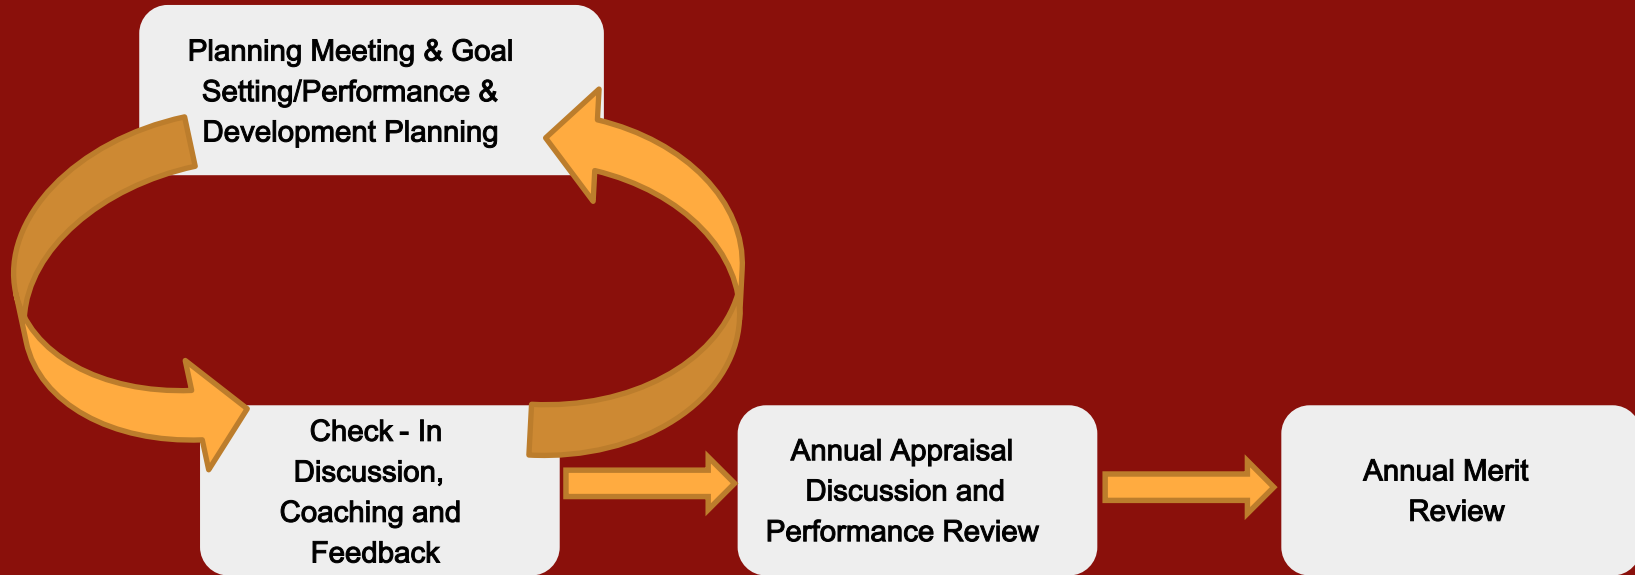 Planning Meeting & Goal
Setting/Performance &
Development Planning
Check - In
Discussion,
Coaching and
Feedback
Annual Appraisal
Discussion and
Performance Review
Annual Merit
Review